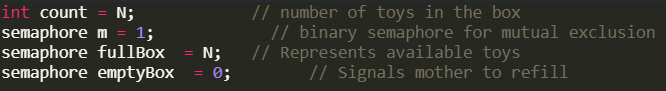 int count = N;            // number of toys in the box
semaphore m = 1;            // binary semaphore for mutual exclusion
semaphore fullBox  = N;   // Represents available toys
semaphore emptyBox  = 0;        // Signals mother to refill